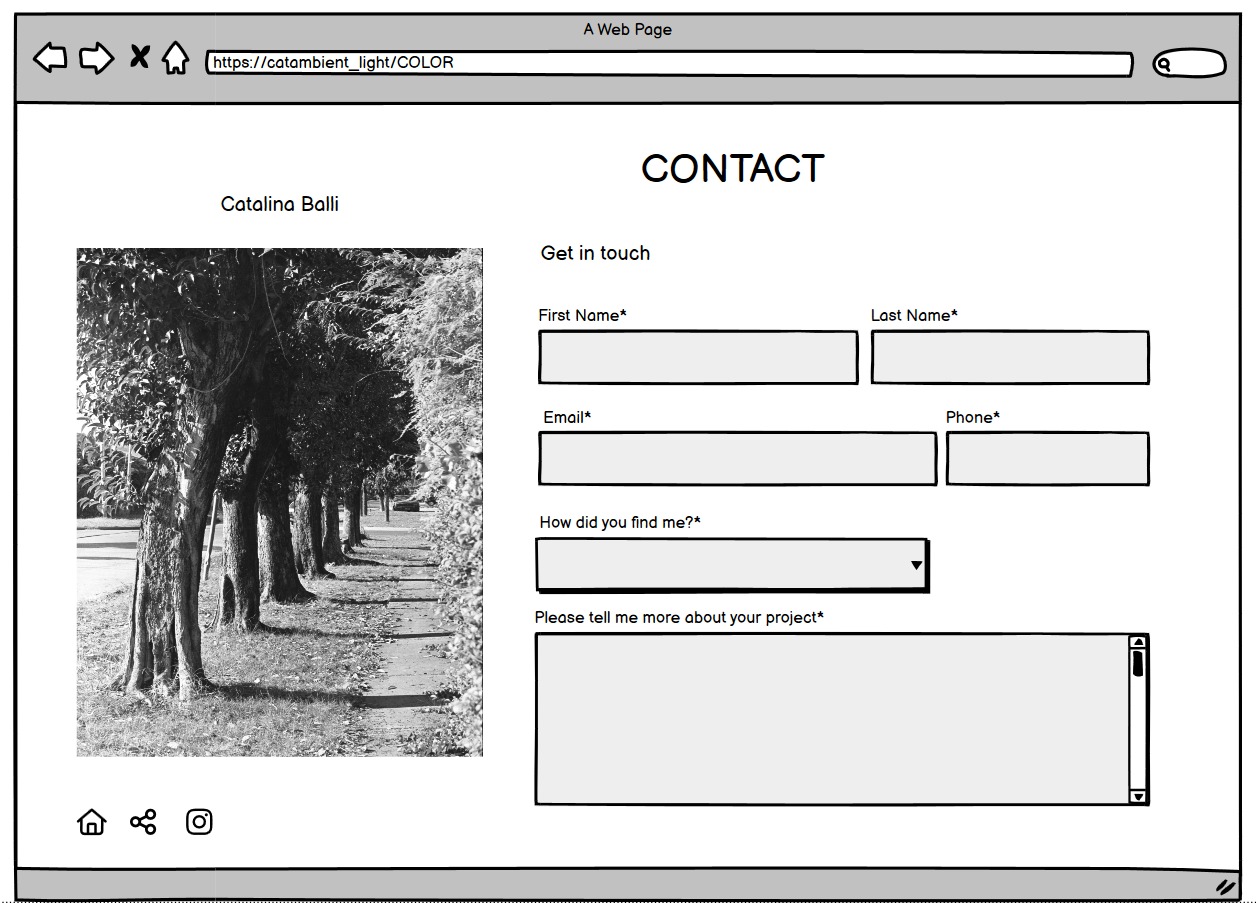 A Web Page
https://catambient_light/COLOR
CONTACT
Catalina Balli
Get in touch
First Name* Last Name*
Email* Phone*
How did you find me?*
Please tell me more about your project*